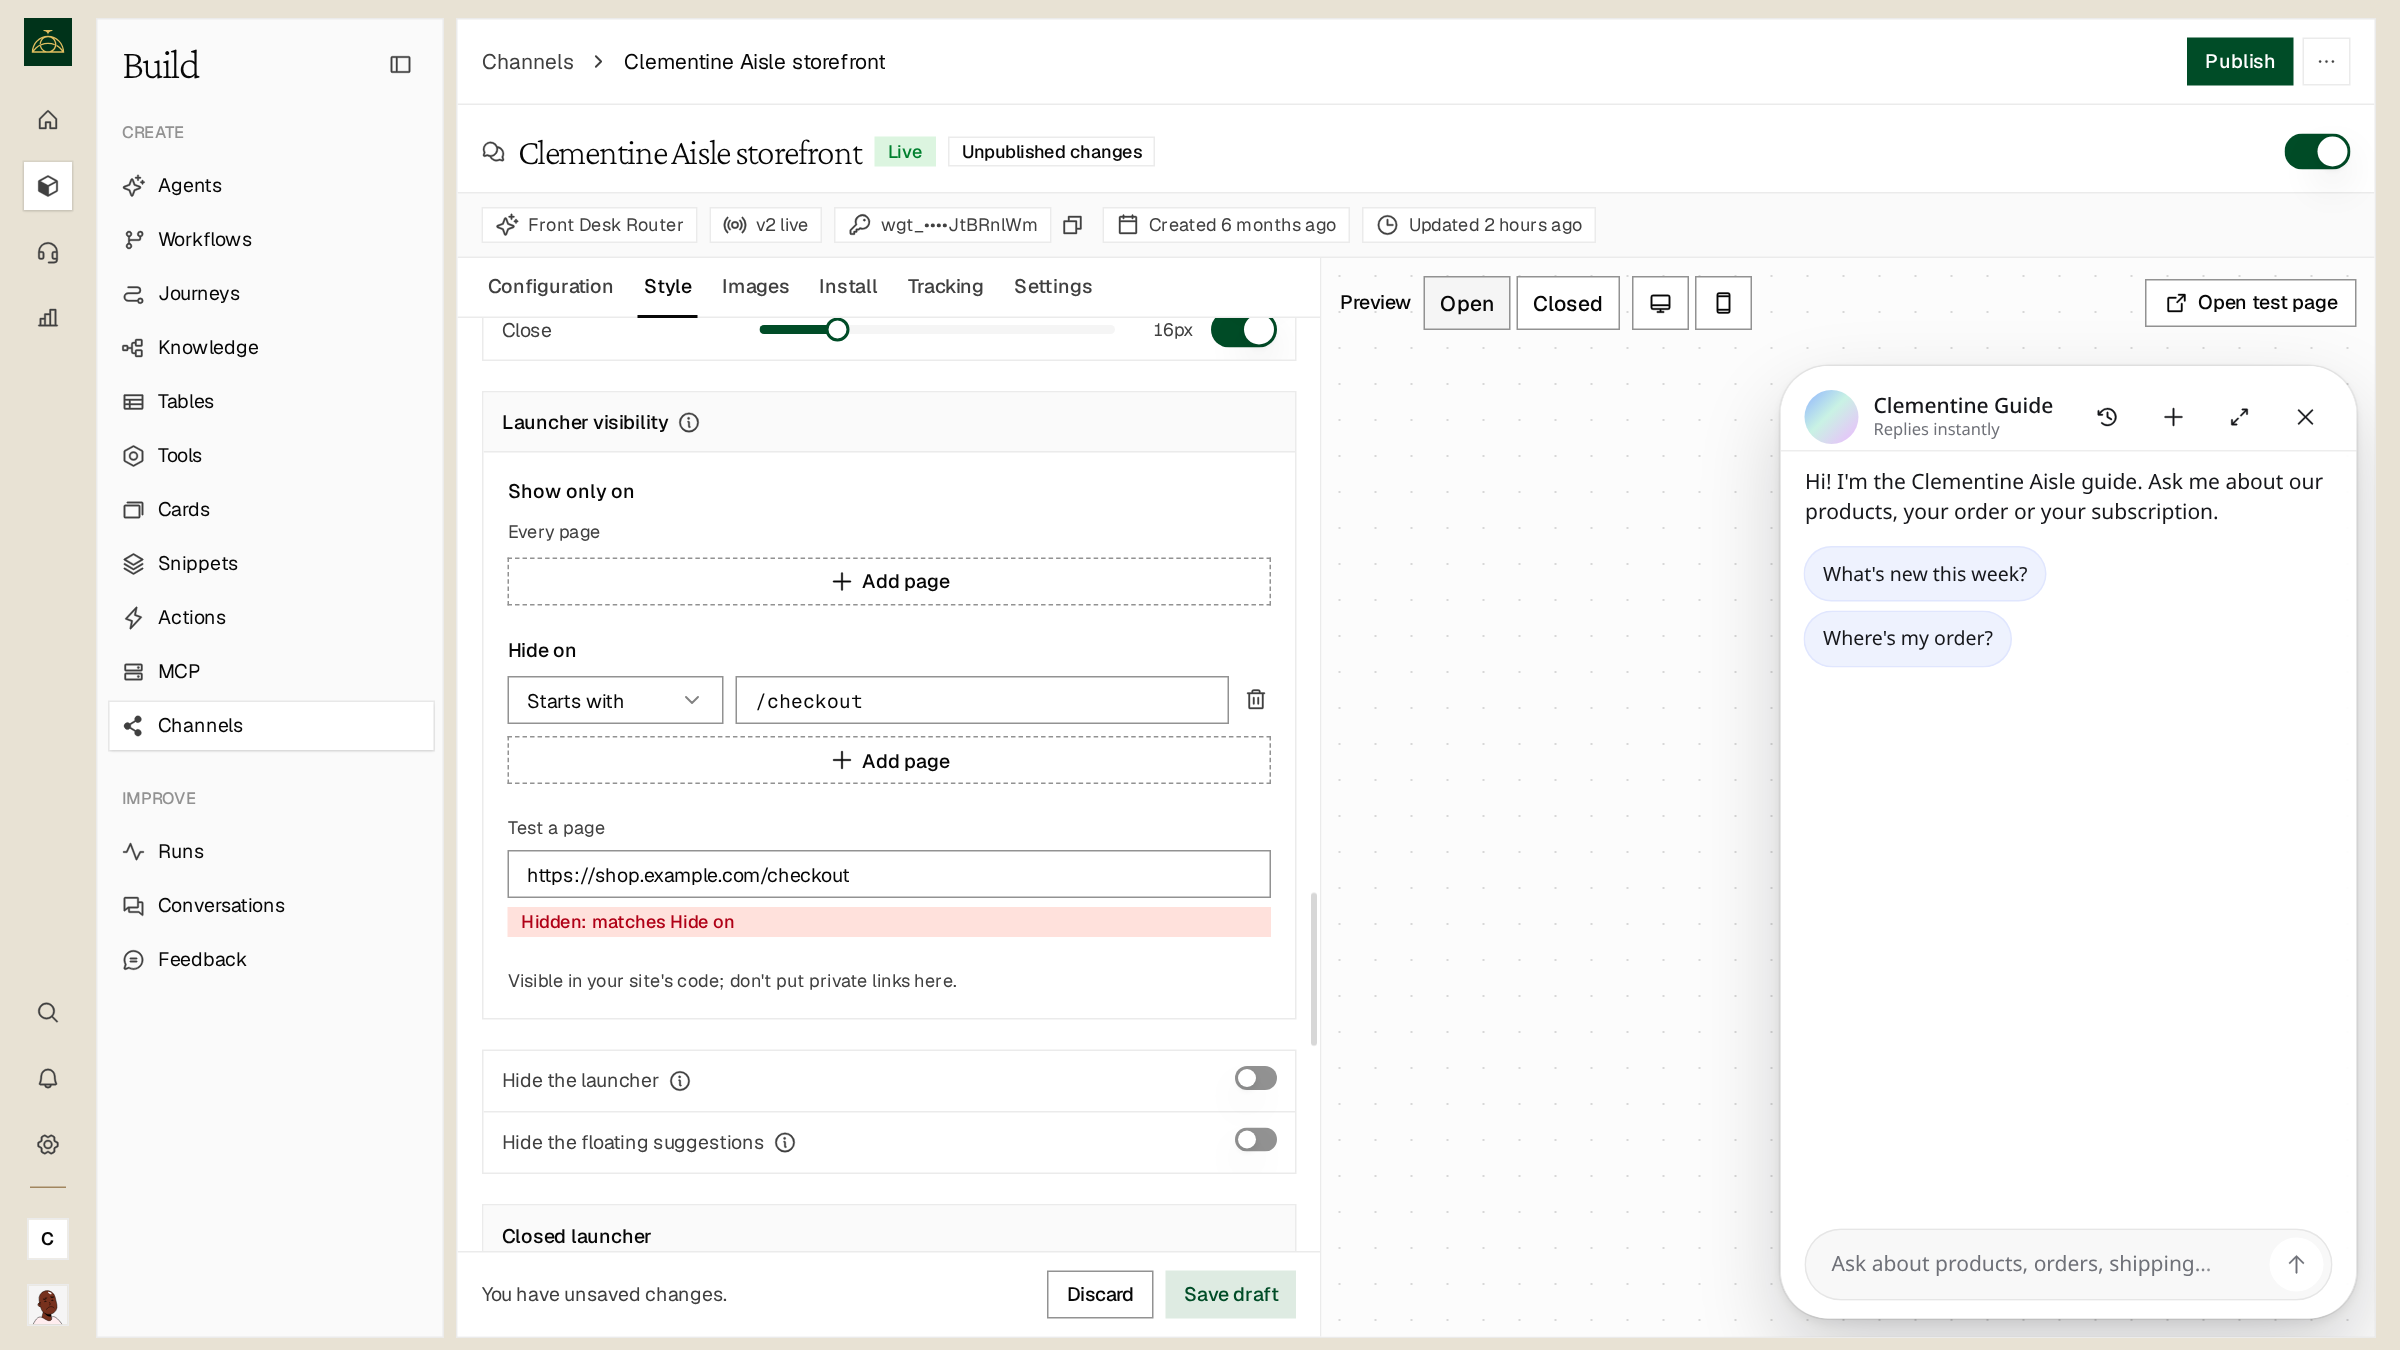 Build
CREATE
Agents
Workflows
Journeys
Knowledge
Tables
Tools
Cards
Snippets
Actions
MCP
Channels
IMPROVE
Runs
Conversations
Feedback
C
Channels
Clementine Aisle storefront
Publish
Clementine Aisle storefront
Live
Unpublished changes
Front Desk Router
v2 live
wgt_••••JtBRnlWm
Created 6 months ago
Updated 2 hours ago
Configuration
Style
Images
Install
Tracking
Settings
Close
16px
Launcher visibility
Show only on
Every page
Add page
Hide on
Starts with
/checkout
Add page
Test a page
https://shop.example.com/checkout
Hidden: matches Hide on
Visible in your site's code; don't put private links here.
Hide the launcher
Hide the floating suggestions
Closed launcher
You have unsaved changes.
Discard
Save draft
Preview
Open
Closed
Open test page
Clementine Guide
Replies instantly
Hi! I'm the Clementine Aisle guide. Ask me about our
products, your order or your subscription.
What's new this week?
Where's my order?
Ask about products, orders, shipping...